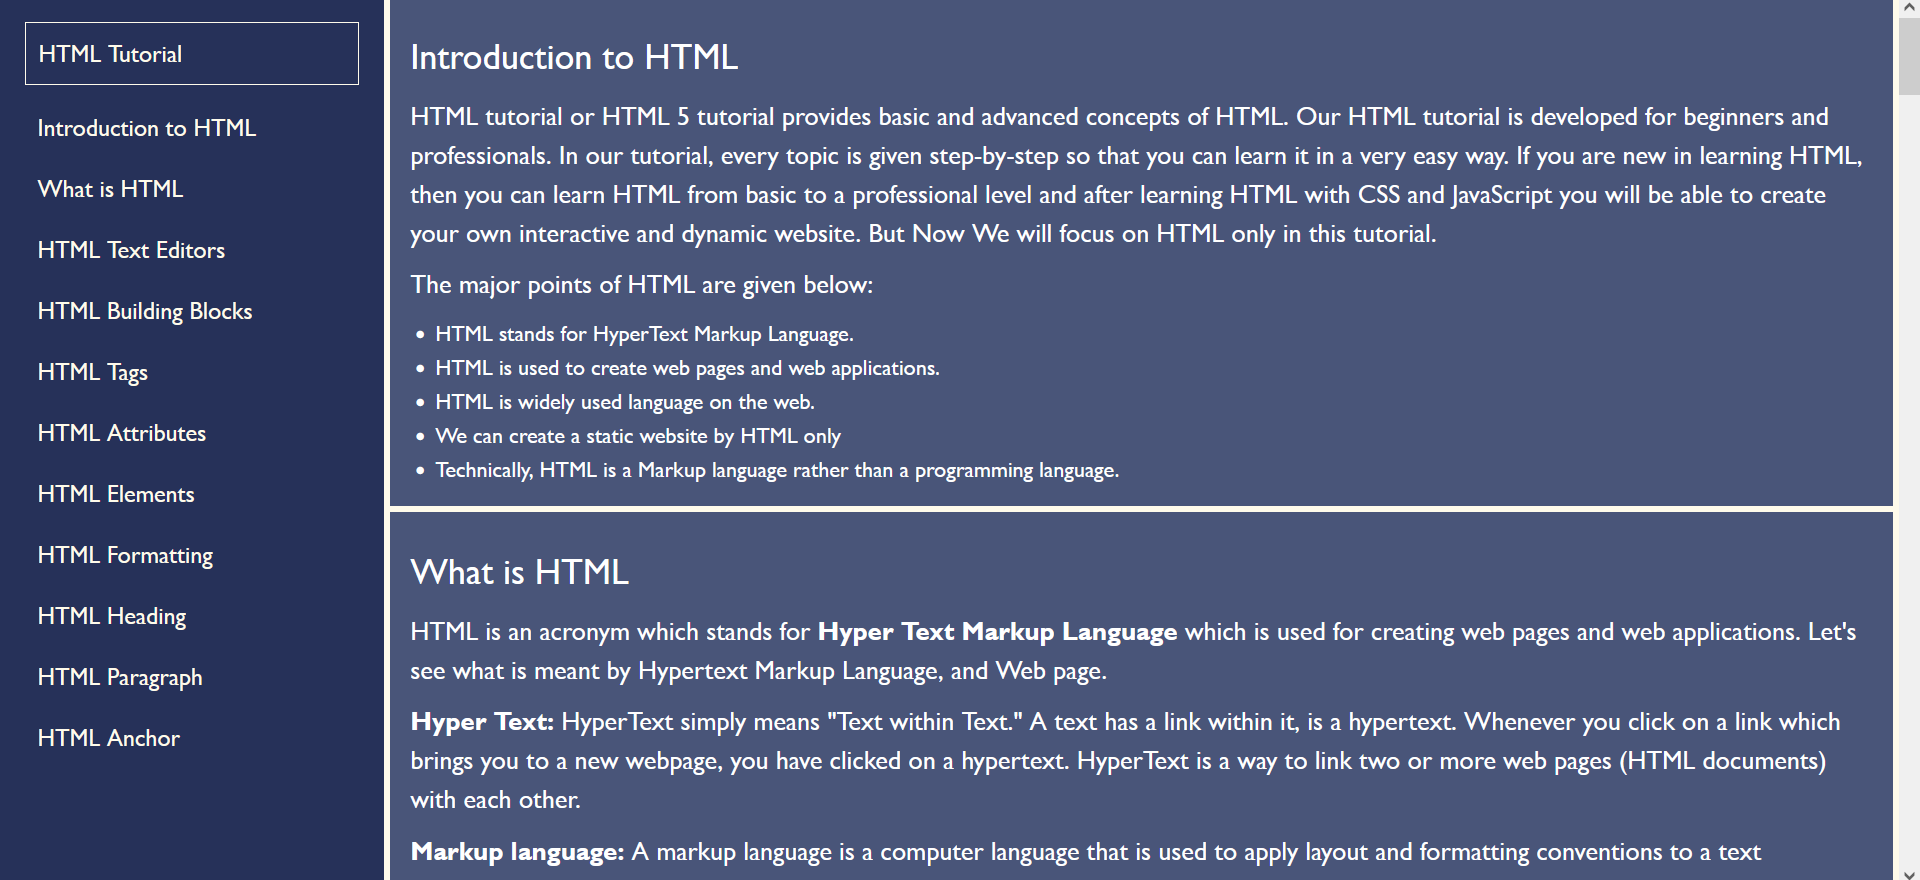 HTML Tutorial
Introduction to HTML
What is HTML
HTML Text Editors
HTML Building Blocks
HTML Tags
HTML Attributes
HTML Elements
HTML Formatting
HTML Heading
HTML Paragraph
HTML Anchor
Introduction to HTML
HTML tutorial or HTML 5 tutorial provides basic and advanced concepts of HTML. Our HTML tutorial is developed for beginners and
professionals. In our tutorial, every topic is given step-by-step so that you can learn it in a very easy way. If you are new in learning HTML,
then you can learn HTML from basic to a professional level and after learning HTML with CSS and JavaScript you will be able to create
your own interactive and dynamic website. But Now We will focus on HTML only in this tutorial.
The major points of HTML are given below:
• HTML stands for HyperText Markup Language.
• HTML is used to create web pages and web applications.
• HTML is widely used language on the web.
• We can create a static website by HTML only
• Technically, HTML is a Markup language rather than a programming language.
What is HTML
HTML is an acronym which stands for Hyper Text Markup Language which is used for creating web pages and web applications. Let's
see what is meant by Hypertext Markup Language, and Web page.
Hyper Text: HyperText simply means "Text within Text." A text has a link within it, is a hypertext. Whenever you click on a link which
brings you to a new webpage, you have clicked on a hypertext. HyperText is a way to link two or more web pages (HTML documents)
with each other.
Markup language: A markup language is a computer language that is used to apply layout and formatting conventions to a text